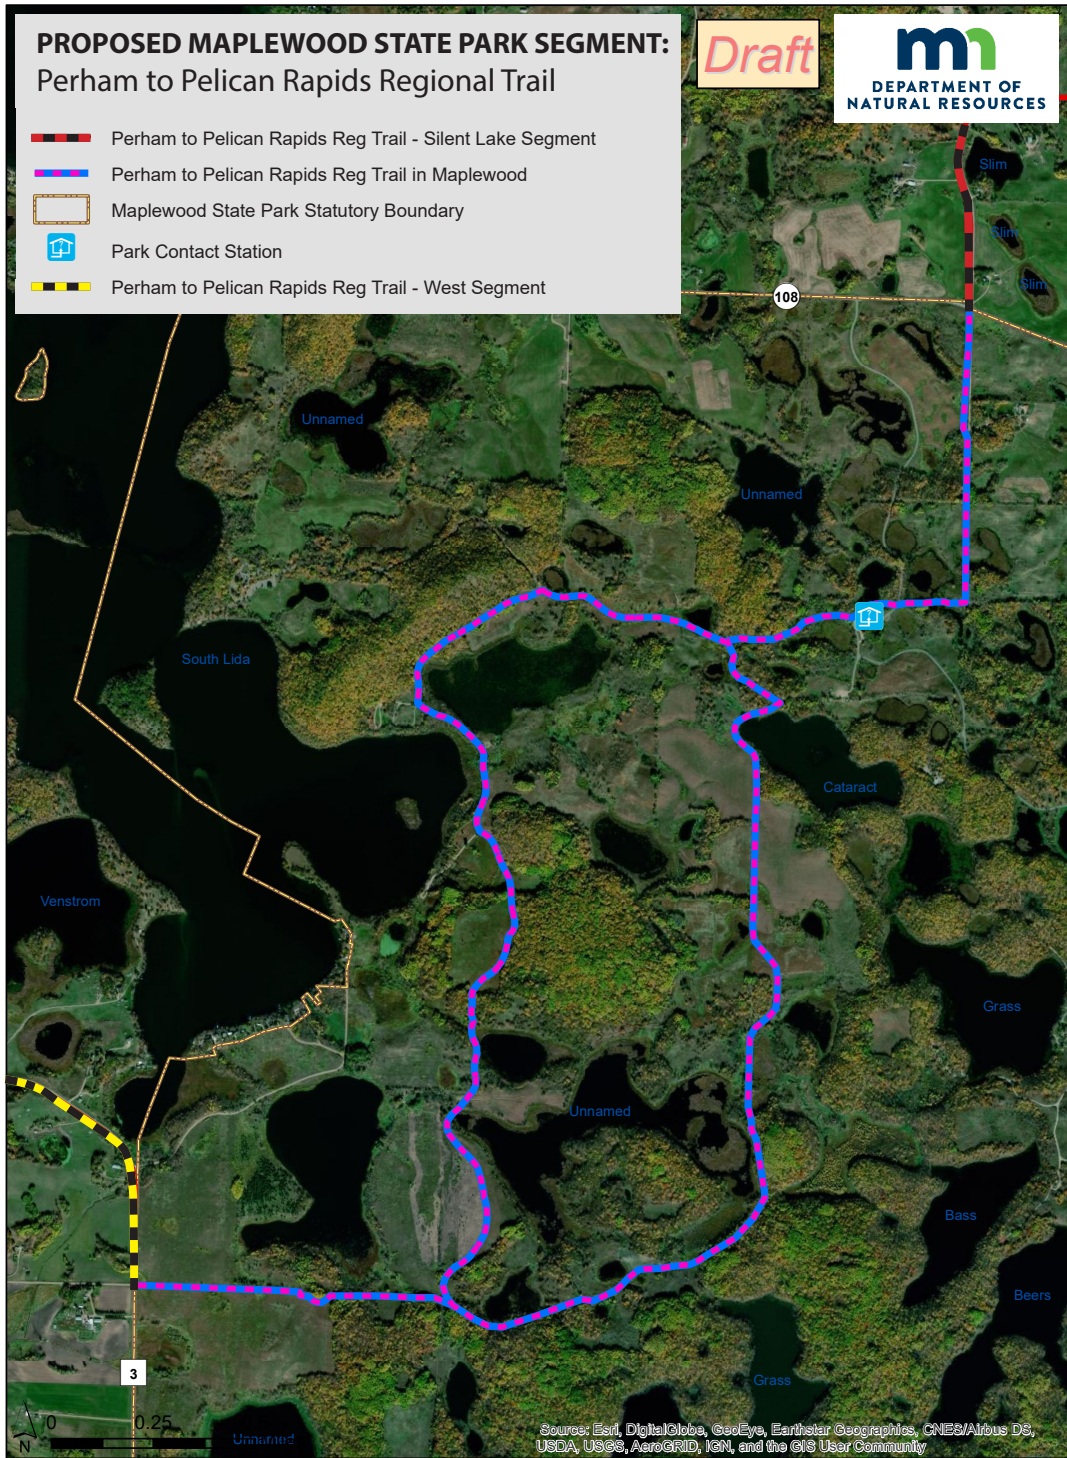 PROPOSED MAPLEWOOD STATE PARK SEGMENT:
Perham to Pelican Rapids Regional Trail
Draft
mn
DEPARTMENT OF
NATURAL RESOURCES
Perham to Pelican Rapids Reg Trail - Silent Lake Segment
Perham to Pelican Rapids Reg Trail in Maplewood
Maplewood State Park Statutory Boundary
Park Contact Station
Perham to Pelican Rapids Reg Trail - West Segment
Slim
Slim
Slim
108
Unnamed
Unnamed
South Lida
Cataract
Venstrom
Grass
Unnamed
Bass
Beers
3
Grass
0 0.25
N
Unnamed
Source: Esri, DigitalGlobe, GeoEye, Earthstar Geographics, CNES/Airbus DS,
USDA, USGS, AeroGRID, IGN, and the GIS User Community